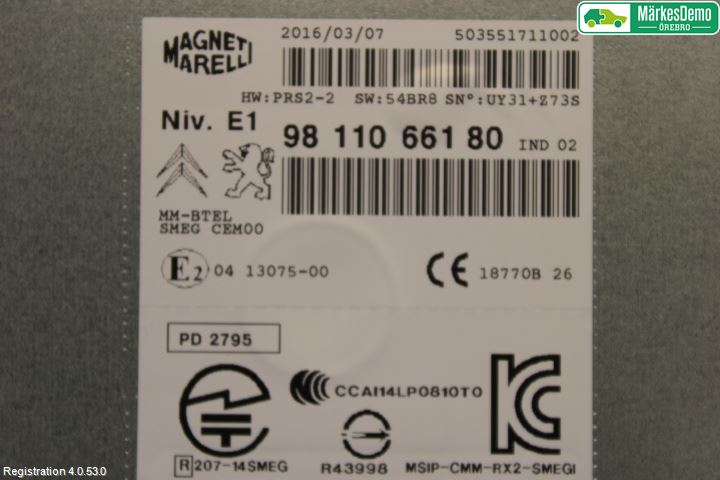 MärkesDemo
ÖREBRO
MAGNETI
MARELLI
2016/03/07 503551711002
HW:PRS2-2 SW:54BR8 SNº:UY31+Z73S
Niv. E1
98 110 661 80 IND 02
MM-BTEL
SMEG CEM00
E2 04 13075-00
CE 18770B 26
PD 2795
CCAI14LP0810T0
R 207-14SMEG
R43998
MSIP-CMM-RX2-SMEGI
Registration 4.0.53.0